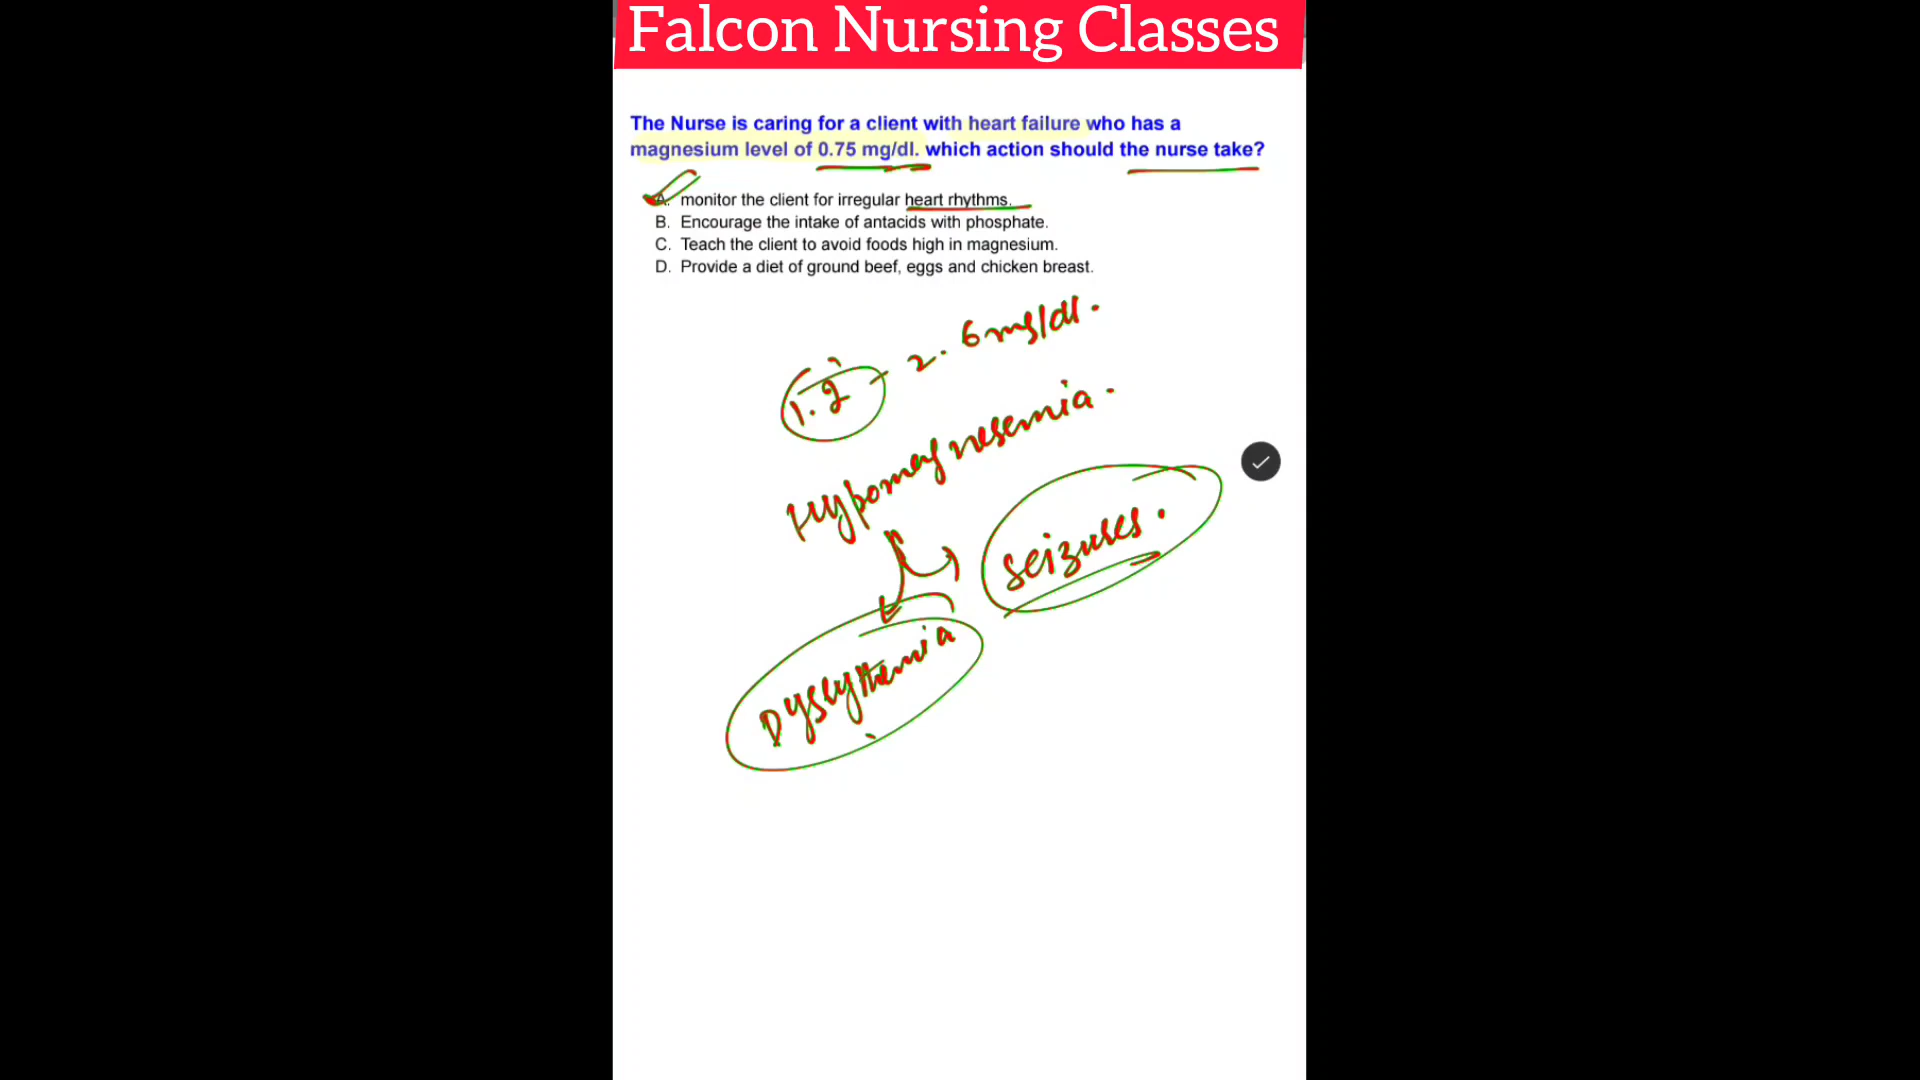 Falcon Nursing Classes
The Nurse is caring for a client with heart failure who has a
magnesium level of 0.75 mg/dl. which action should the nurse take?
A. monitor the client for irregular heart rhythms.
B. Encourage the intake of antacids with phosphate.
C. Teach the client to avoid foods high in magnesium.
D. Provide a diet of ground beef, eggs and chicken breast.
- 2.6mg/dl.
Hypomagnesemia.
seizures.